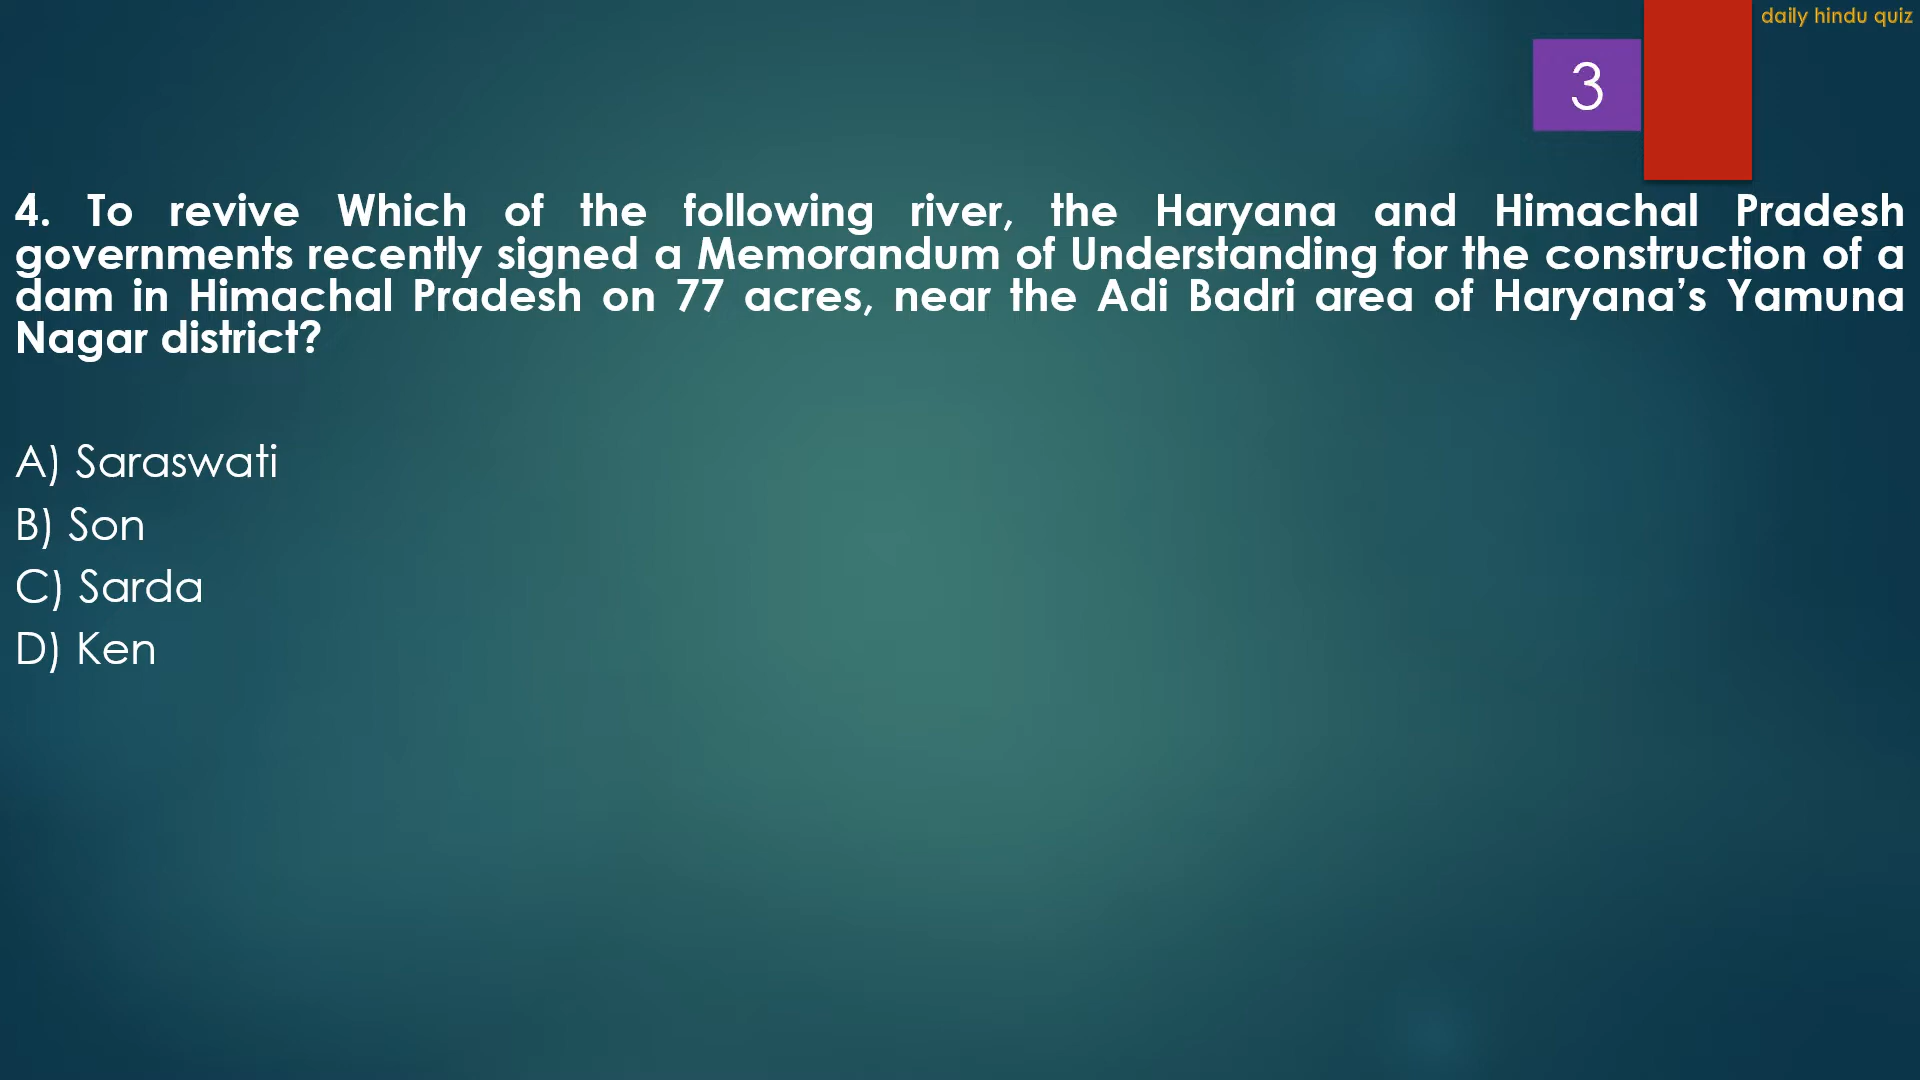 daily hindu quiz
3
4. To revive Which of the following river, the Haryana and Himachal Pradesh
governments recently signed a Memorandum of Understanding for the construction of a
dam in Himachal Pradesh on 77 acres, near the Adi Badri area of Haryana’s Yamuna
Nagar district?
A) Saraswati
B) Son
C) Sarda
D) Ken